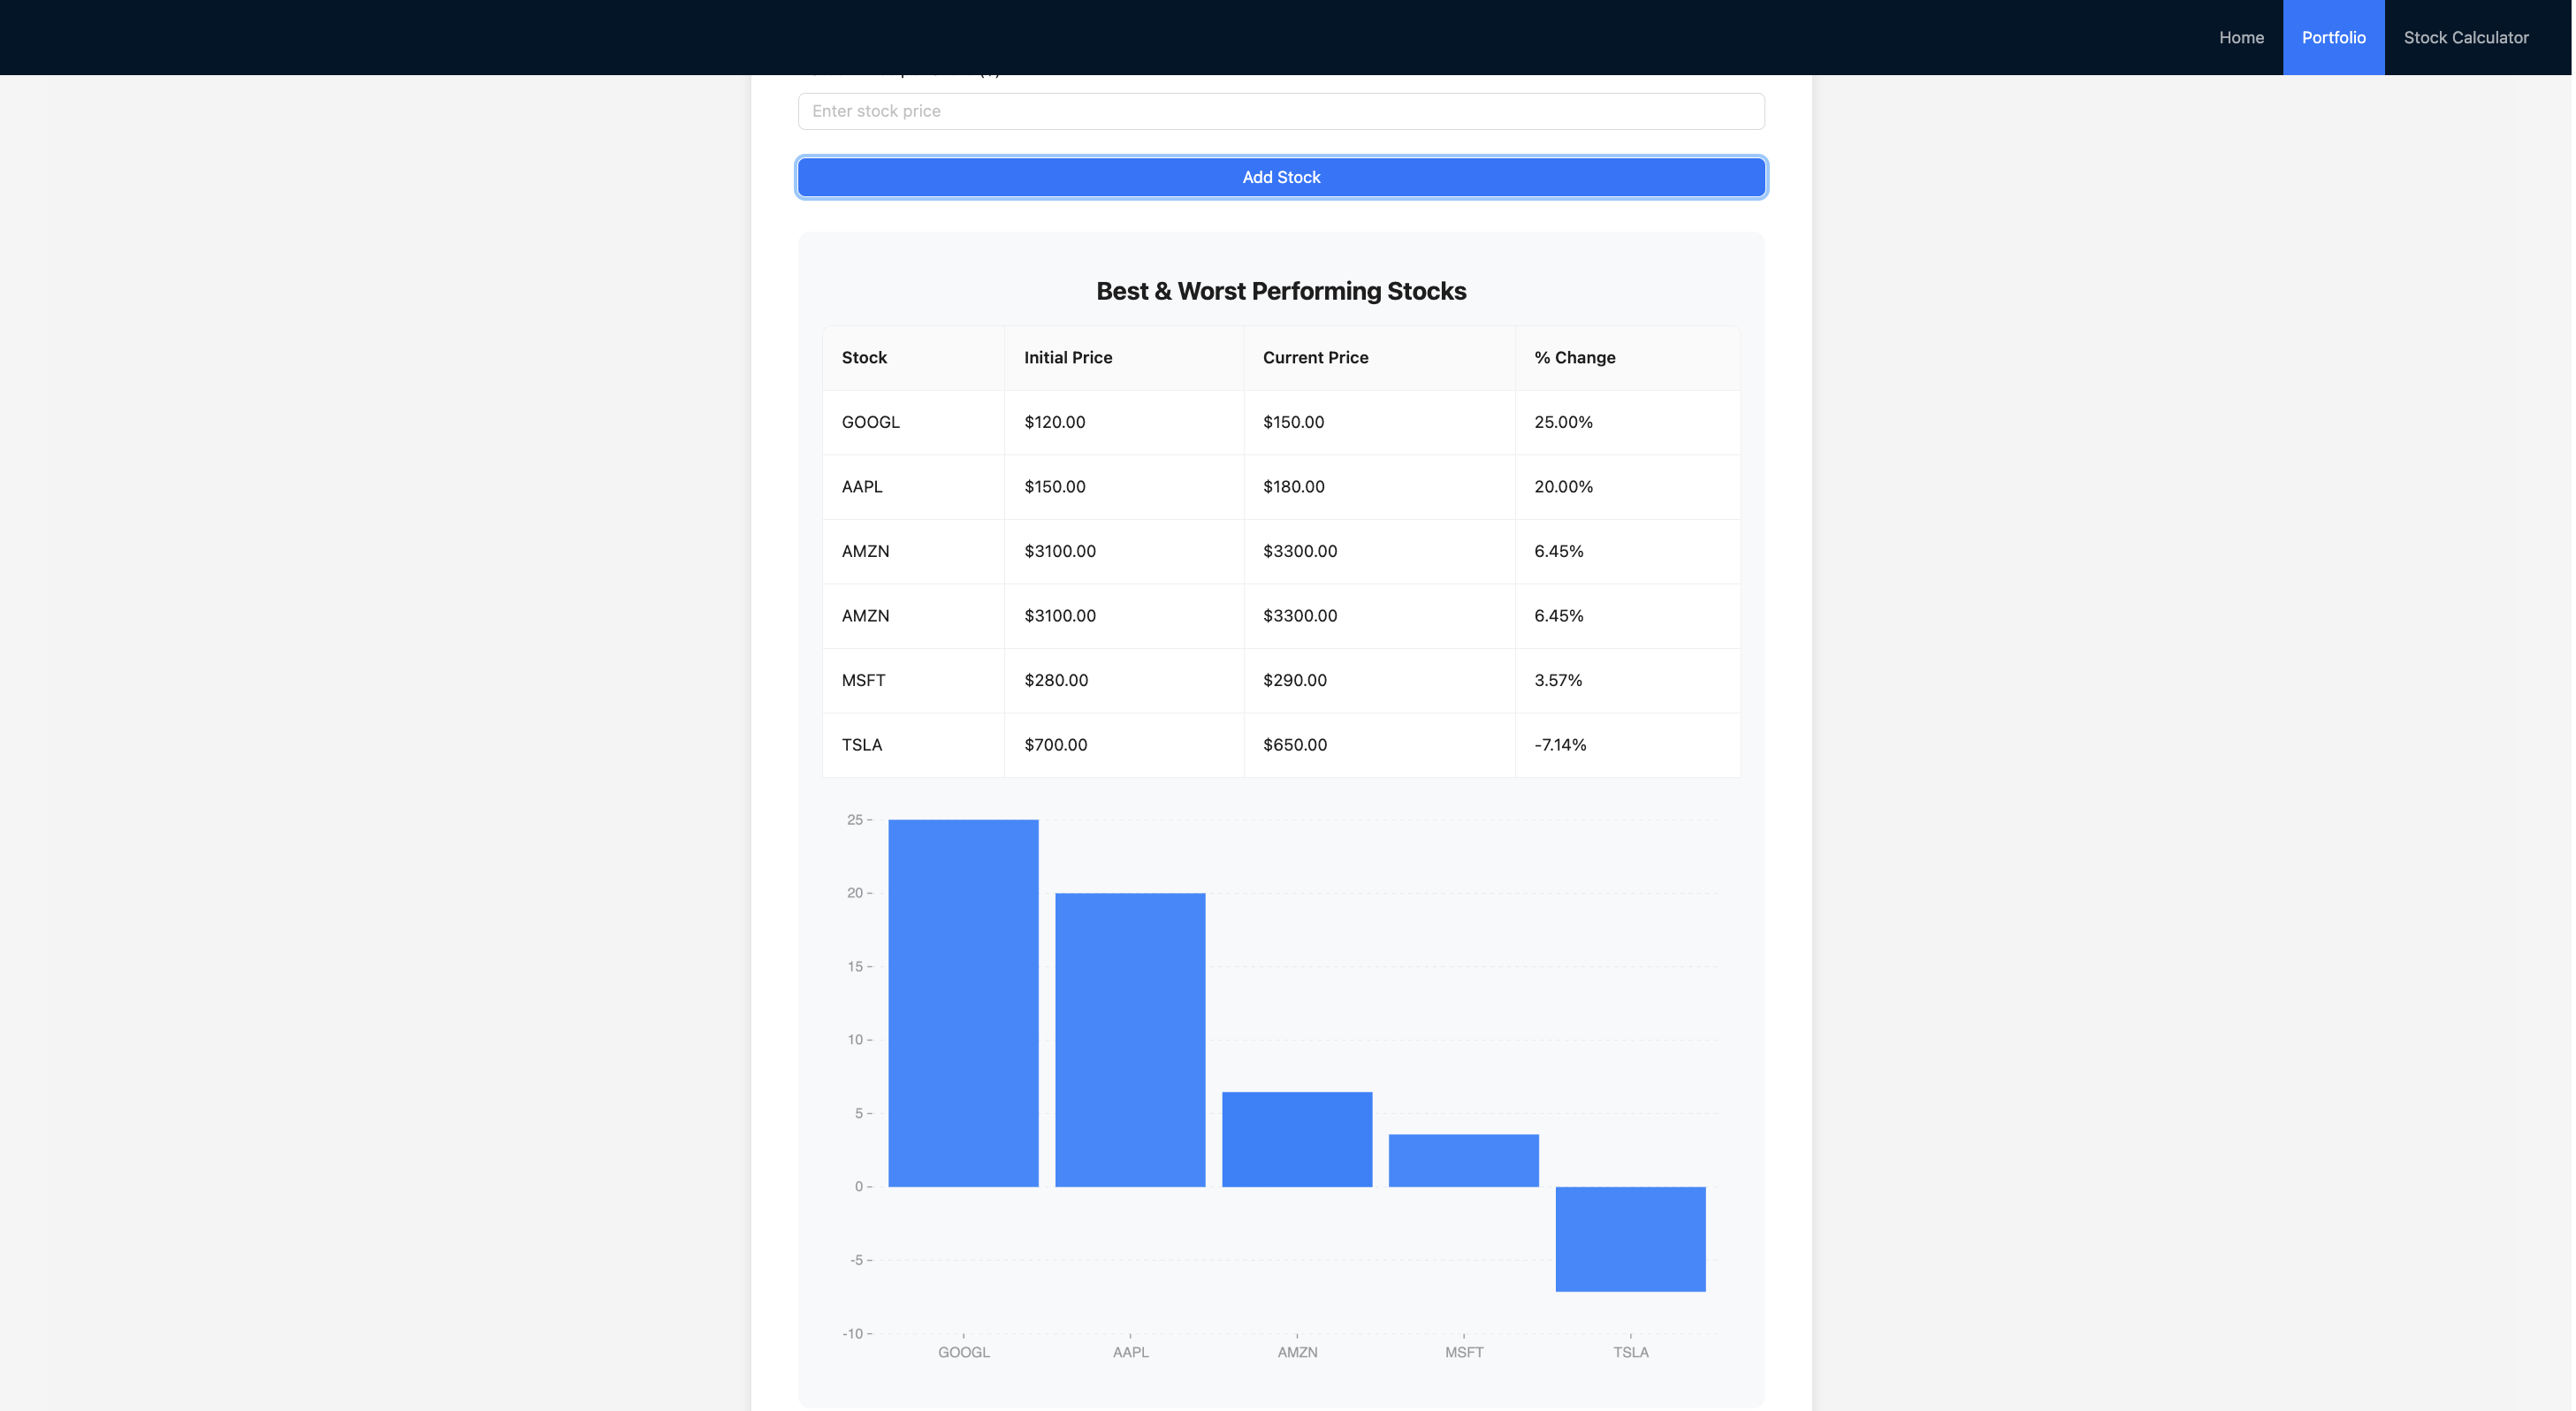 Home Portfolio Stock Calculator
Enter stock price
Add Stock
Best & Worst Performing Stocks
Stock Initial Price Current Price % Change
GOOGL $120.00 $150.00 25.00%
AAPL $150.00 $180.00 20.00%
AMZN $3100.00 $3300.00 6.45%
AMZN $3100.00 $3300.00 6.45%
MSFT $280.00 $290.00 3.57%
TSLA $700.00 $650.00 -7.14%
25
20
15
10
5
0
-5
-10
GOOGL AAPL AMZN MSFT TSLA